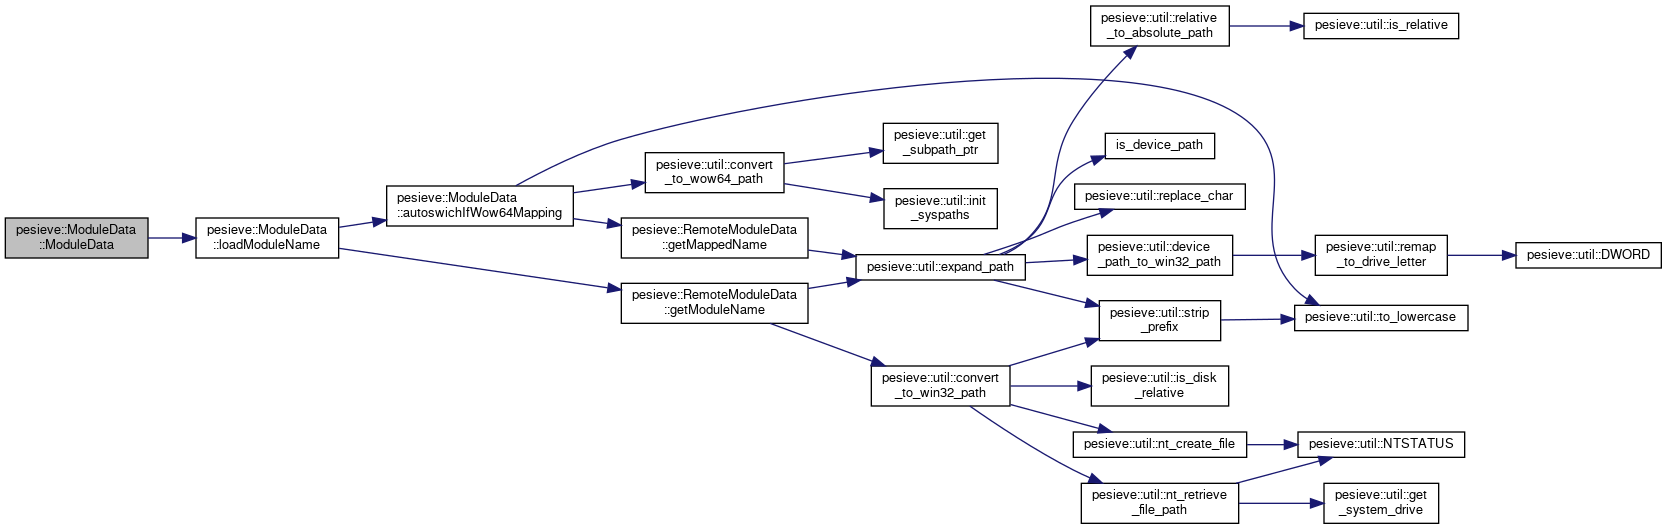 pesieve::ModuleData
::ModuleData
pesieve::ModuleData
::loadModuleName
pesieve::ModuleData
::autoswichIfWow64Mapping
pesieve::RemoteModuleData
::getModuleName
pesieve::util::convert
_to_wow64_path
pesieve::RemoteModuleData
::getMappedName
pesieve::util::get
_subpath_ptr
pesieve::util::init
_syspaths
pesieve::util::expand_path
pesieve::util::convert
_to_win32_path
pesieve::util::relative
_to_absolute_path
is_device_path
pesieve::util::replace_char
pesieve::util::device
_path_to_win32_path
pesieve::util::strip
_prefix
pesieve::util::is_disk
_relative
pesieve::util::nt_create_file
pesieve::util::nt_retrieve
_file_path
pesieve::util::is_relative
pesieve::util::remap
_to_drive_letter
pesieve::util::to_lowercase
pesieve::util::NTSTATUS
pesieve::util::get
_system_drive
pesieve::util::DWORD